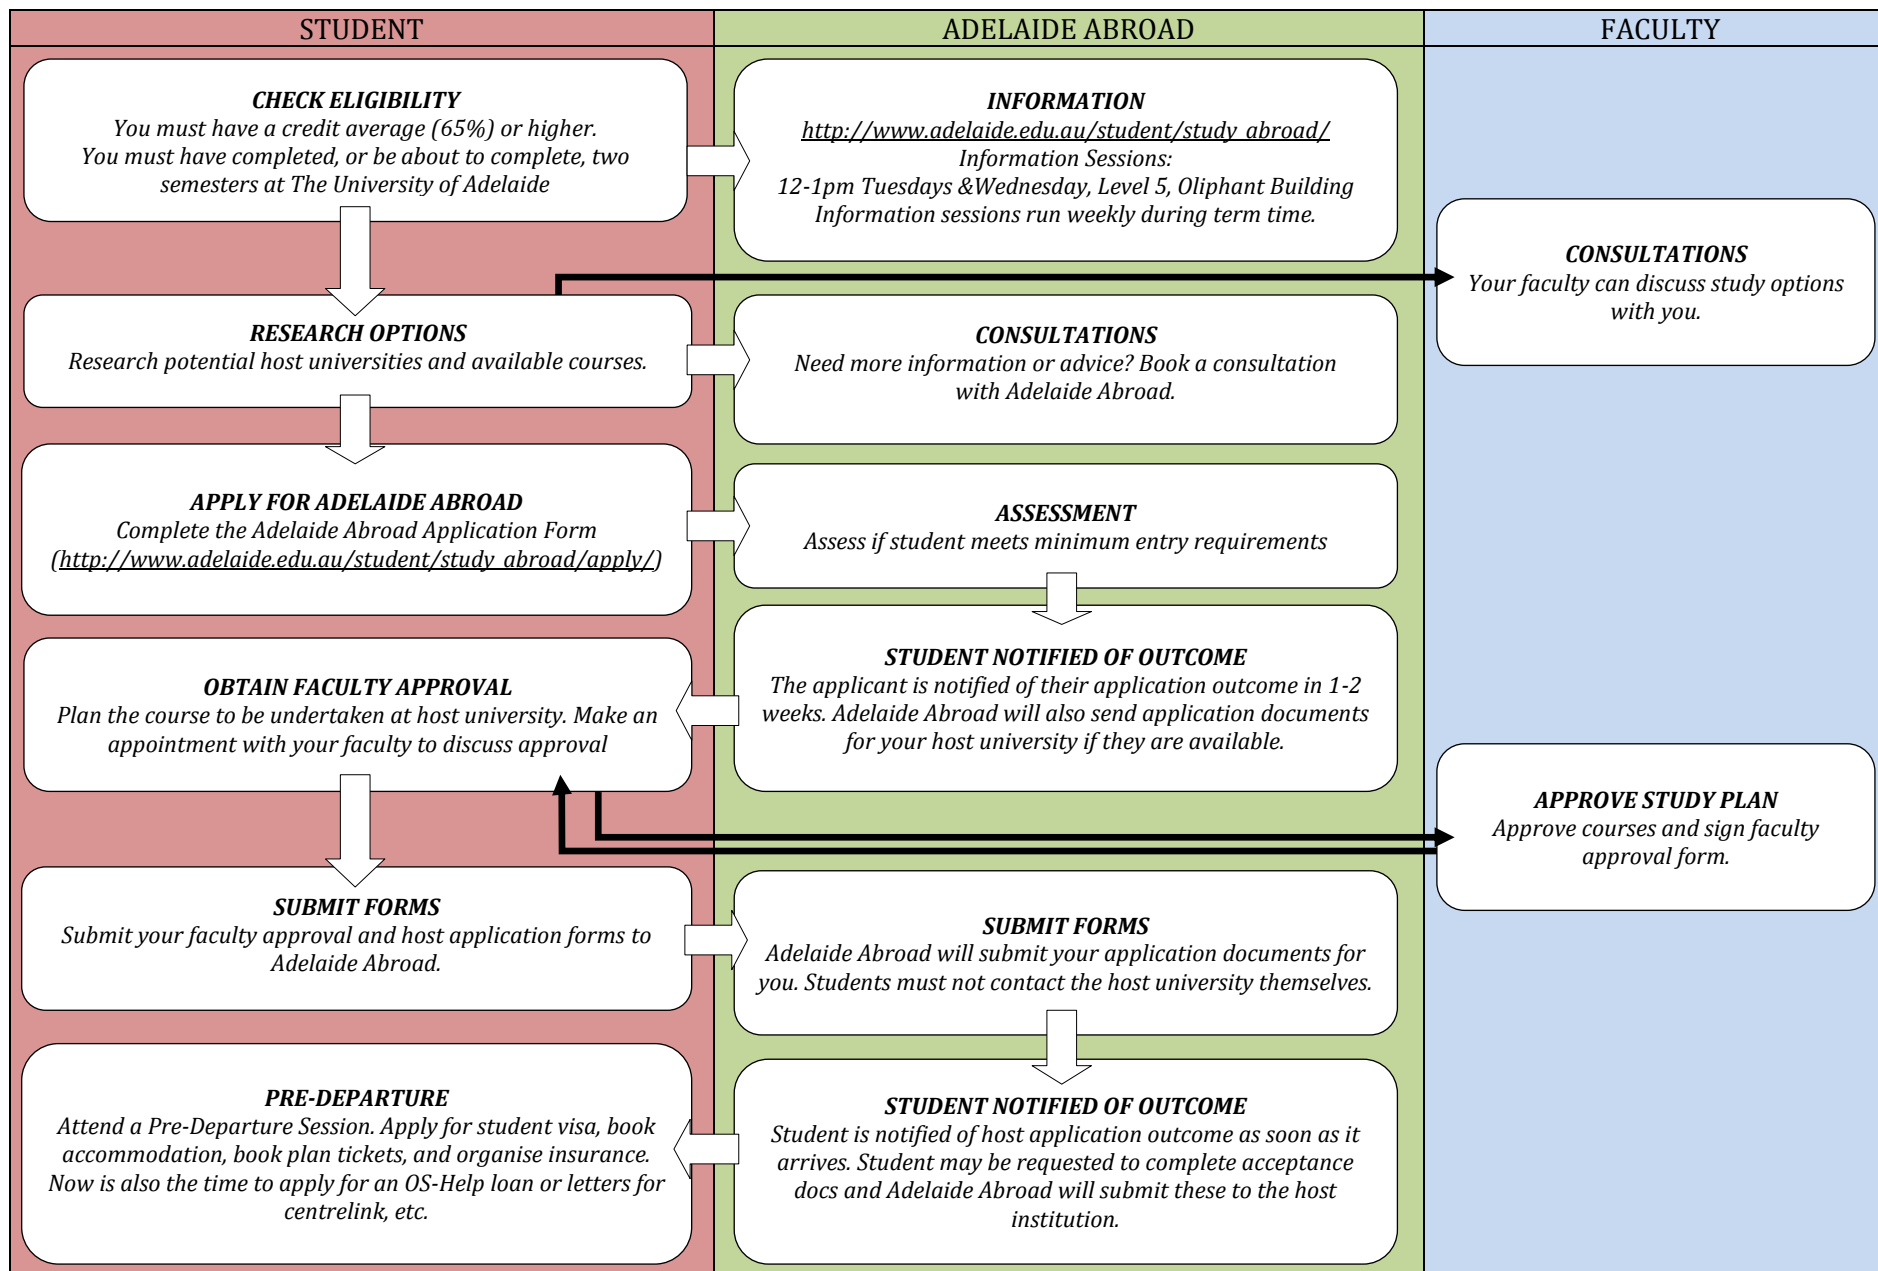 STUDENT
ADELAIDE ABROAD
FACULTY
CHECK ELIGIBILITY
You must have a credit average (65%) or higher.
You must have completed, or be about to complete, two
semesters at The University of Adelaide
INFORMATION
http://www.adelaide.edu.au/student/study_abroad/
Information Sessions:
12-1pm Tuesdays &Wednesday, Level 5, Oliphant Building
Information sessions run weekly during term time.
CONSULTATIONS
Your faculty can discuss study options
with you.
RESEARCH OPTIONS
Research potential host universities and available courses.
CONSULTATIONS
Need more information or advice? Book a consultation
with Adelaide Abroad.
APPLY FOR ADELAIDE ABROAD
Complete the Adelaide Abroad Application Form
(http://www.adelaide.edu.au/student/study_abroad/apply/)
ASSESSMENT
Assess if student meets minimum entry requirements
OBTAIN FACULTY APPROVAL
Plan the course to be undertaken at host university. Make an
appointment with your faculty to discuss approval
STUDENT NOTIFIED OF OUTCOME
The applicant is notified of their application outcome in 1-2
weeks. Adelaide Abroad will also send application documents
for your host university if they are available.
APPROVE STUDY PLAN
Approve courses and sign faculty
approval form.
SUBMIT FORMS
Submit your faculty approval and host application forms to
Adelaide Abroad.
SUBMIT FORMS
Adelaide Abroad will submit your application documents for
you. Students must not contact the host university themselves.
PRE-DEPARTURE
Attend a Pre-Departure Session. Apply for student visa, book
accommodation, book plan tickets, and organise insurance.
Now is also the time to apply for an OS-Help loan or letters for
centrelink, etc.
STUDENT NOTIFIED OF OUTCOME
Student is notified of host application outcome as soon as it
arrives. Student may be requested to complete acceptance
docs and Adelaide Abroad will submit these to the host
institution.